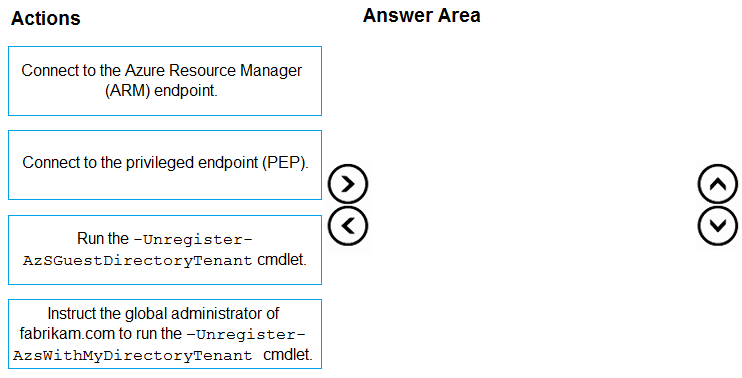 Actions
Answer Area
Connect to the Azure Resource Manager
(ARM) endpoint.
Connect to the privileged endpoint (PEP).
Run the –Unregister–
AzSGuestDirectoryTenant cmdlet.
Instruct the global administrator of
fabrikam.com to run the –Unregister–
AzsWithMyDirectoryTenant cmdlet.